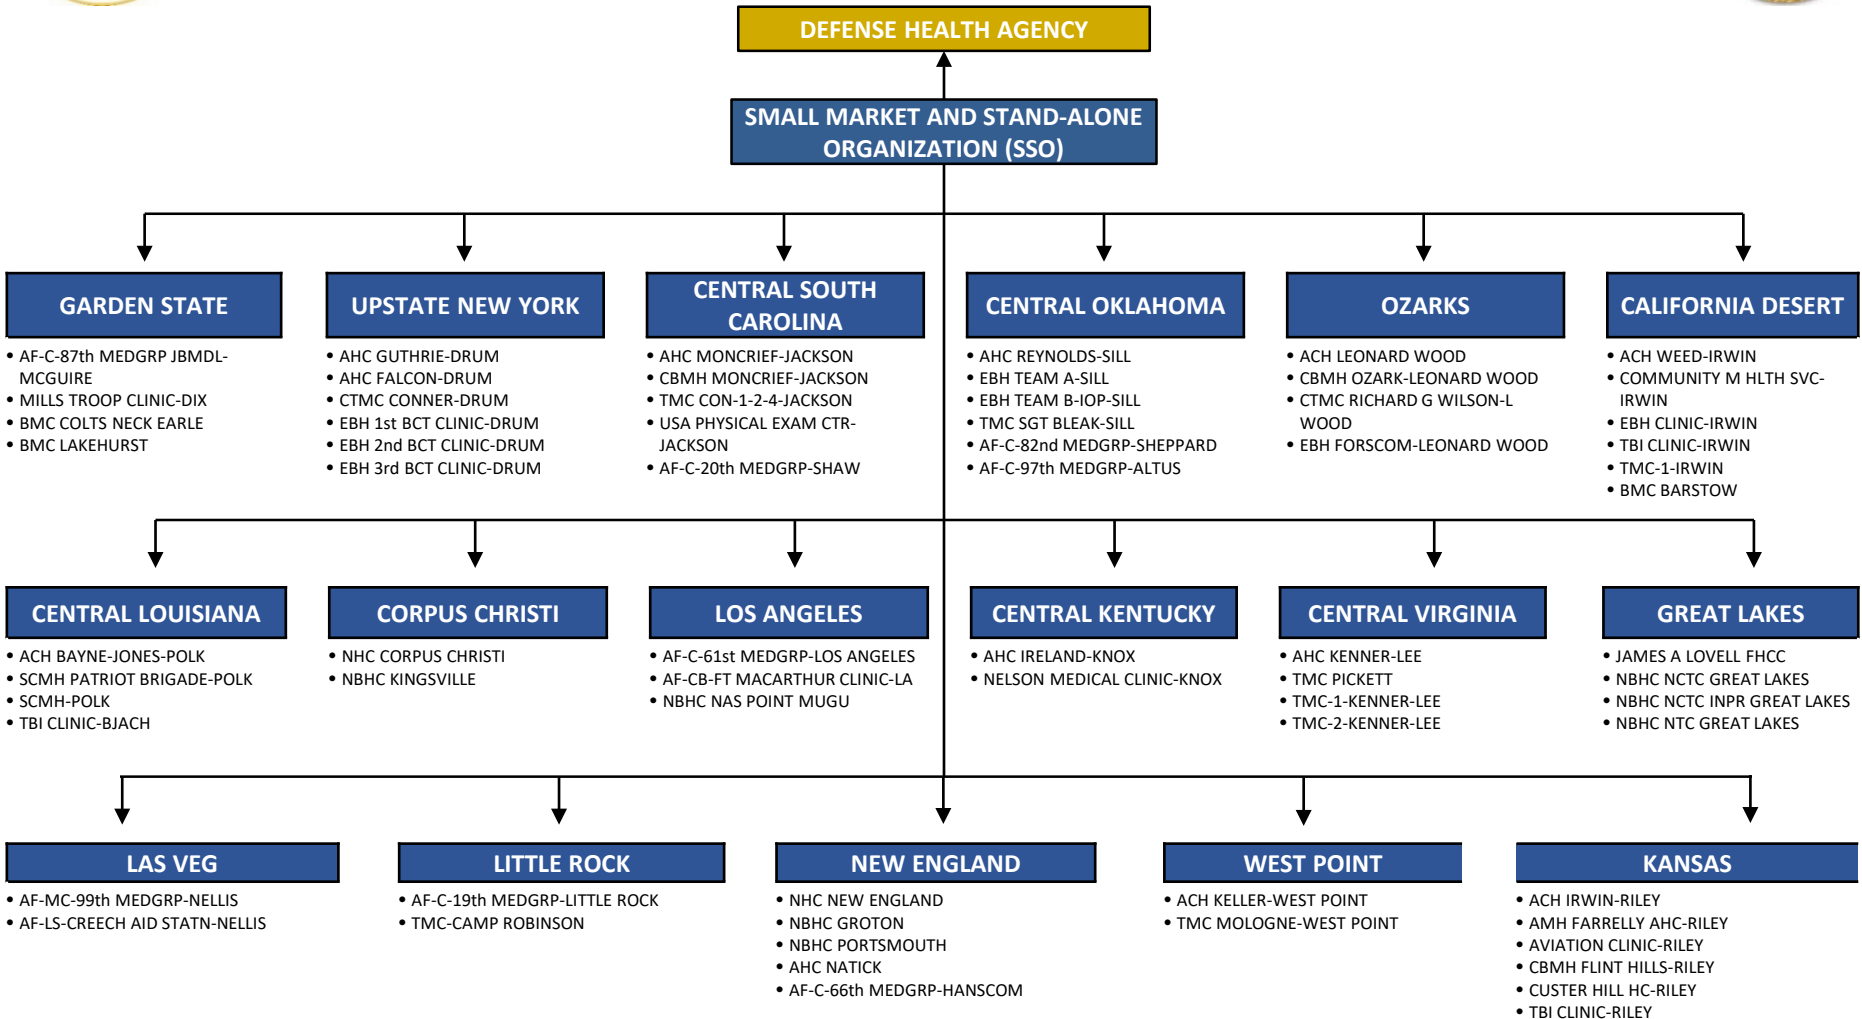 DEFENSE HEALTH AGENCY
SMALL MARKET AND STAND-ALONE
ORGANIZATION (SSO)
GARDEN STATE
• AF-C-87th MEDGRP JBMDL-
MCGUIRE
• MILLS TROOP CLINIC-DIX
• BMC COLTS NECK EARLE
• BMC LAKEHURST
UPSTATE NEW YORK
• AHC GUTHRIE-DRUM
• AHC FALCON-DRUM
• CTMC CONNER-DRUM
• EBH 1st BCT CLINIC-DRUM
• EBH 2nd BCT CLINIC-DRUM
• EBH 3rd BCT CLINIC-DRUM
CENTRAL SOUTH
CAROLINA
• AHC MONCRIEF-JACKSON
• CBMH MONCRIEF-JACKSON
• TMC CON-1-2-4-JACKSON
• USA PHYSICAL EXAM CTR-
JACKSON
• AF-C-20th MEDGRP-SHAW
CENTRAL OKLAHOMA
• AHC REYNOLDS-SILL
• EBH TEAM A-SILL
• EBH TEAM B-IOP-SILL
• TMC SGT BLEAK-SILL
• AF-C-82nd MEDGRP-SHEPPARD
• AF-C-97th MEDGRP-ALTUS
OZARKS
• ACH LEONARD WOOD
• CBMH OZARK-LEONARD WOOD
• CTMC RICHARD G WILSON-L
WOOD
• EBH FORSCOM-LEONARD WOOD
CALIFORNIA DESERT
• ACH WEED-IRWIN
• COMMUNITY M HLTH SVC-
IRWIN
• EBH CLINIC-IRWIN
• TBI CLINIC-IRWIN
• TMC-1-IRWIN
• BMC BARSTOW
CENTRAL LOUISIANA
• ACH BAYNE-JONES-POLK
• SCMH PATRIOT BRIGADE-POLK
• SCMH-POLK
• TBI CLINIC-BJACH
CORPUS CHRISTI
• NHC CORPUS CHRISTI
• NBHC KINGSVILLE
LOS ANGELES
• AF-C-61st MEDGRP-LOS ANGELES
• AF-CB-FT MACARTHUR CLINIC-LA
• NBHC NAS POINT MUGU
CENTRAL KENTUCKY
• AHC IRELAND-KNOX
• NELSON MEDICAL CLINIC-KNOX
CENTRAL VIRGINIA
• AHC KENNER-LEE
• TMC PICKETT
• TMC-1-KENNER-LEE
• TMC-2-KENNER-LEE
GREAT LAKES
• JAMES A LOVELL FHCC
• NBHC NCTC GREAT LAKES
• NBHC NCTC INPR GREAT LAKES
• NBHC NTC GREAT LAKES
LAS VEG
• AF-MC-99th MEDGRP-NELLIS
• AF-LS-CREECH AID STATN-NELLIS
LITTLE ROCK
• AF-C-19th MEDGRP-LITTLE ROCK
• TMC-CAMP ROBINSON
NEW ENGLAND
• NHC NEW ENGLAND
• NBHC GROTON
• NBHC PORTSMOUTH
• AHC NATICK
• AF-C-66th MEDGRP-HANSCOM
WEST POINT
• ACH KELLER-WEST POINT
• TMC MOLOGNE-WEST POINT
KANSAS
• ACH IRWIN-RILEY
• AMH FARRELLY AHC-RILEY
• AVIATION CLINIC-RILEY
• CBMH FLINT HILLS-RILEY
• CUSTER HILL HC-RILEY
• TBI CLINIC-RILEY